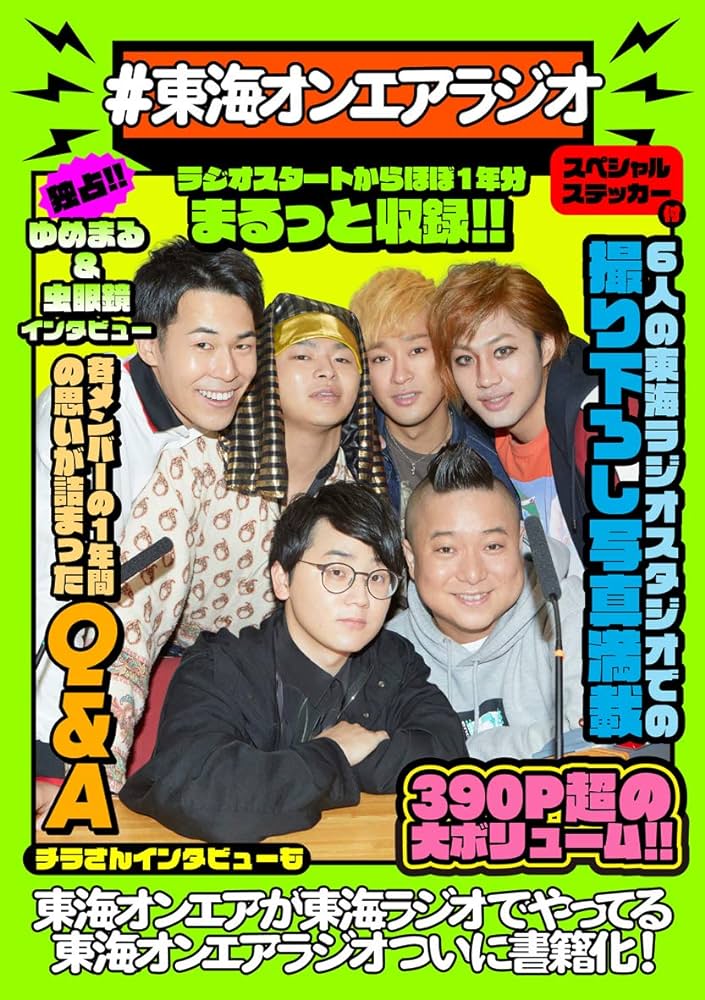 #東海オンエアラジオ
ラジオスタートからほぼ1年分
まるっと収録!!
スペシャル
ステッカー付
独占!!
ゆめまる
&
虫眼鏡
インタビュー
6人の東海ラジオスタジオでの
撮り下ろし写真満載
各メンバーの1年間
の思いが詰まった
Q&A
チラさんインタビューも
390P超の
大ボリューム!!
東海オンエアが東海ラジオでやってる
東海オンエアラジオついに書籍化!